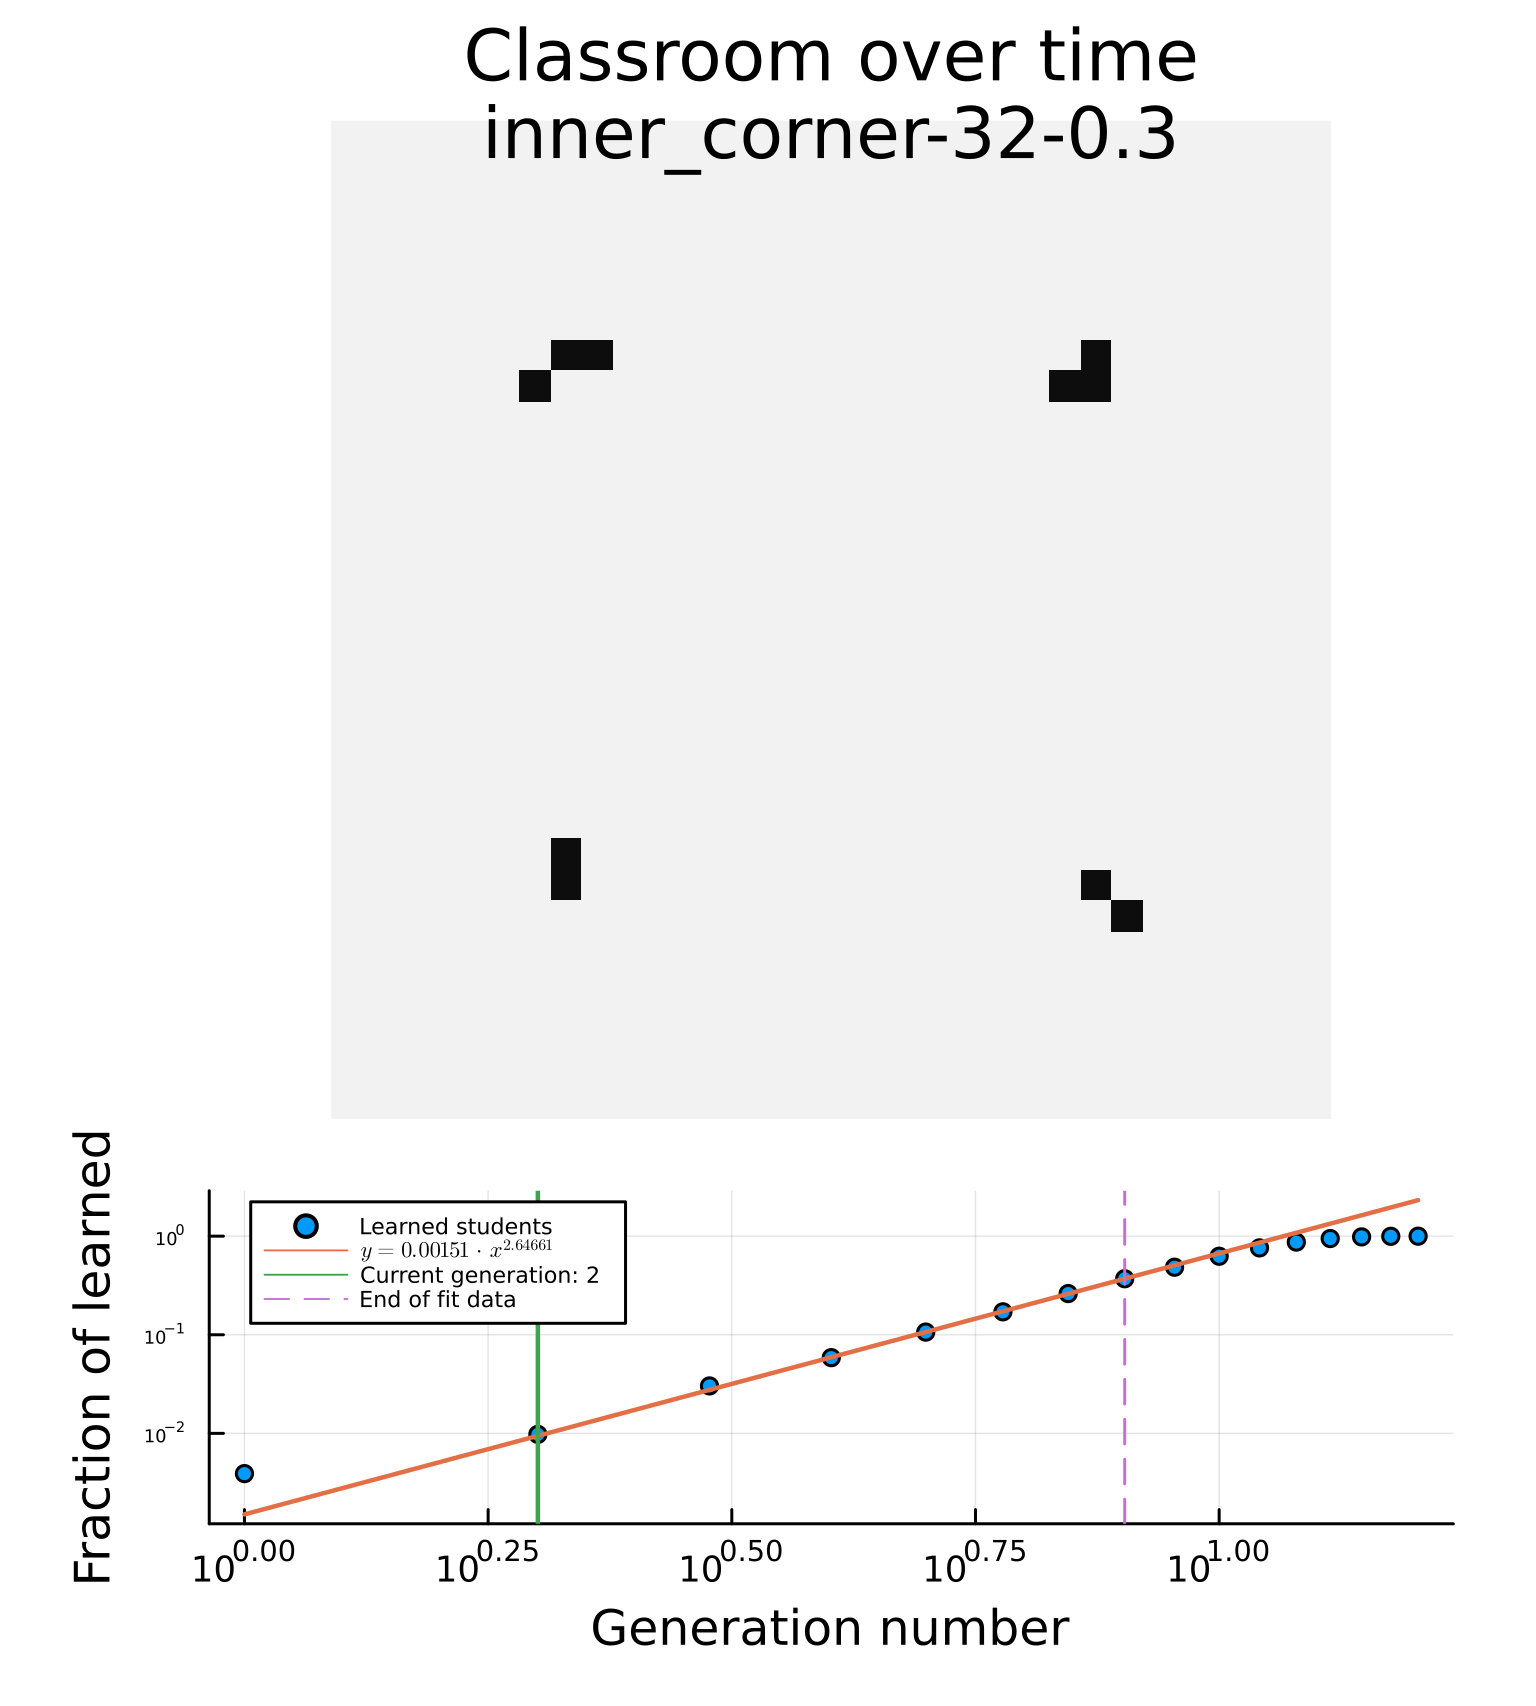 Classroom over time
inner_corner-32-0.3
Fraction of learned
Learned students
y = 0.00151 · x^2.64661
Current generation: 2
End of fit data
10^0
10^−1
10^−2
10^0.00 10^0.25 10^0.50 10^0.75 10^1.00
Generation number